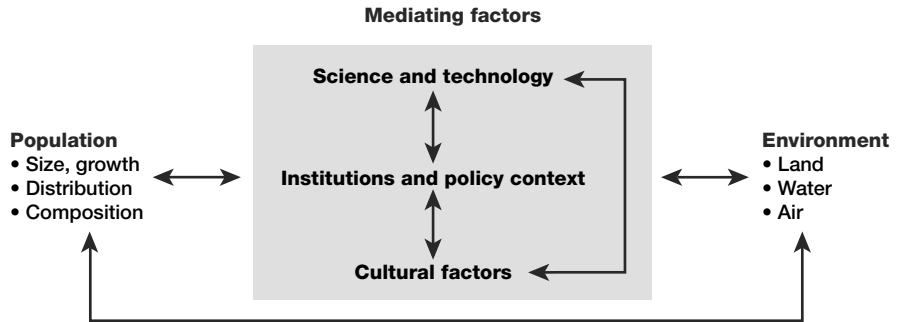 Mediating factors
Science and technology
Population
• Size, growth
• Distribution
• Composition
Institutions and policy context
Cultural factors
Environment
• Land
• Water
• Air